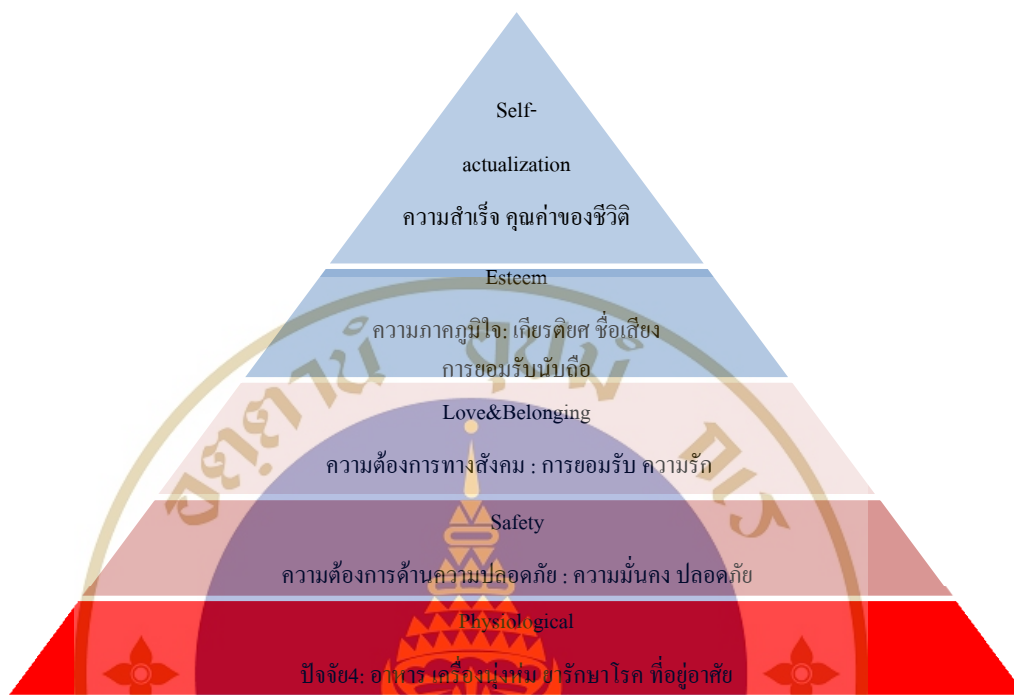 Self-
actualization
ความสำเร็จ คุณค่าของชีวิติ
Esteem
ความภาคภูมิใจ: เกียรติยศ ชื่อเสียง
การยอมรับนับถือ
Love&Belonging
ความต้องการทางสังคม : การยอมรับ ความรัก
Safety
ความต้องการด้านความปลอดภัย : ความมั่นคง ปลอดภัย
Physiological
ปัจจัย4: อาหาร เครื่องนุ่งห่ม ยารักษาโรค ที่อยู่อาศัย